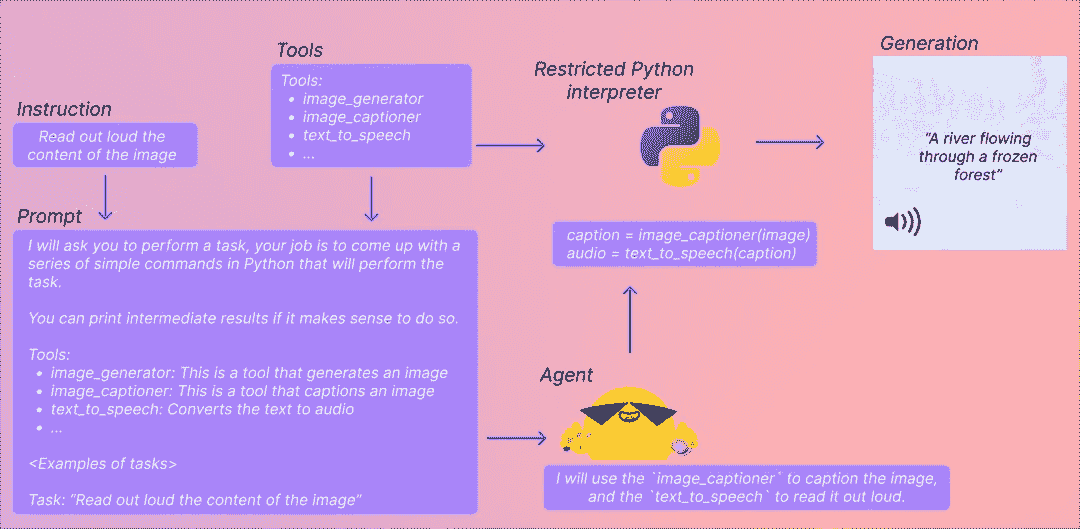 Instruction
Read out loud the
content of the image
Tools
Tools:
• image_generator
• image_captioner
• text_to_speech
• ...
Restricted Python
interpreter
Generation
"A river flowing
through a frozen
forest"
Prompt
I will ask you to perform a task, your job is to come up with a
series of simple commands in Python that will perform the
task.
You can print intermediate results if it makes sense to do so.
Tools:
• image_generator: This is a tool that generates an image
• image_captioner: This is a tool that captions an image
• text_to_speech: Converts the text to audio
• ...
<Examples of tasks>
Task: "Read out loud the content of the image"
caption = image_captioner(image)
audio = text_to_speech(caption)
Agent
I will use the `image_captioner` to caption the image,
and the `text_to_speech` to read it out loud.